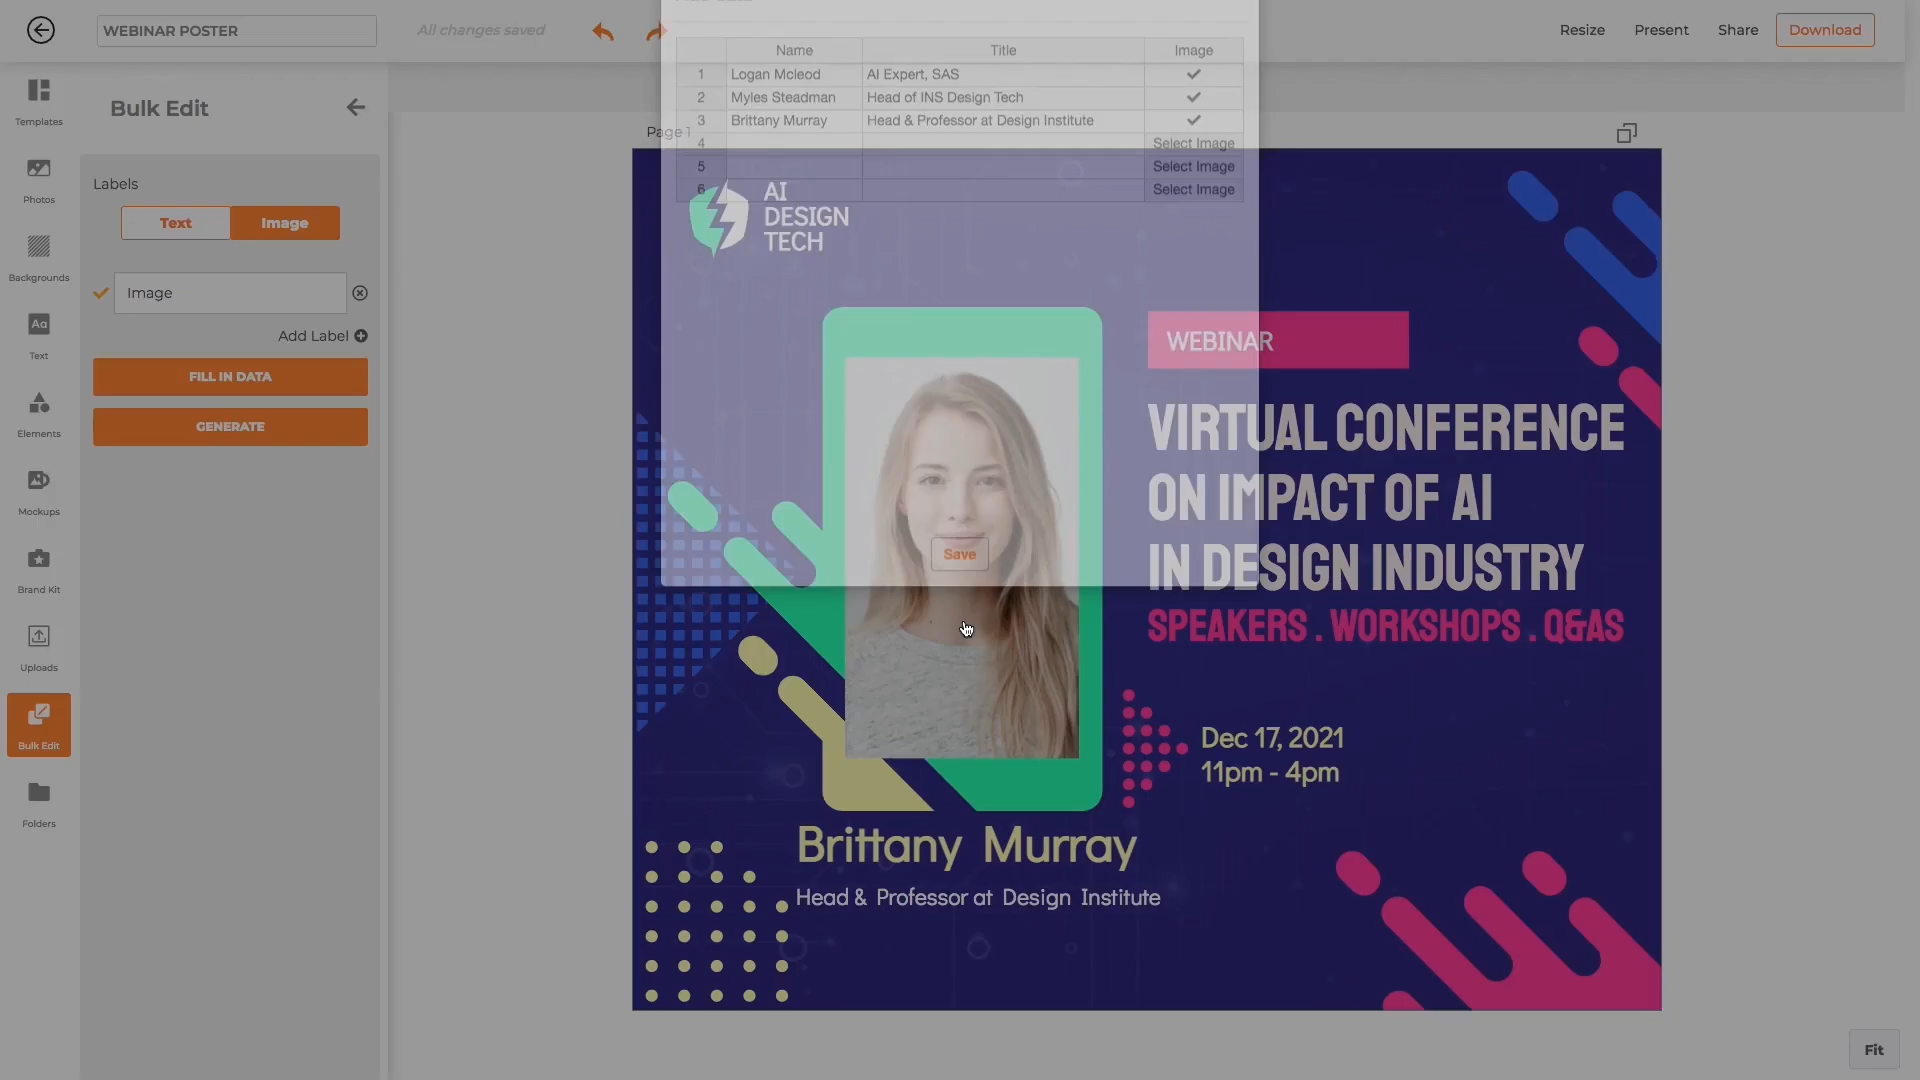 WEBINAR POSTER
All changes saved
Resize
Present
Share
Download
Templates
Photos
Backgrounds
Text
Elements
Mockups
Brand Kit
Uploads
Bulk Edit
Folders
Bulk Edit
Labels
Text
Image
Image
Add Label
FILL IN DATA
GENERATE
Page 1
Name Title Image
1 Logan Mcleod AI Expert, SAS
2 Myles Steadman Head of INS Design Tech
3 Brittany Murray Head & Professor at Design Institute
4 Select Image
5 Select Image
6 Select Image
Save
AI
DESIGN
TECH
WEBINAR
VIRTUAL CONFERENCE
ON IMPACT OF AI
IN DESIGN INDUSTRY
SPEAKERS . WORKSHOPS . Q&AS
Dec 17, 2021
11pm - 4pm
Brittany Murray
Head & Professor at Design Institute
Fit